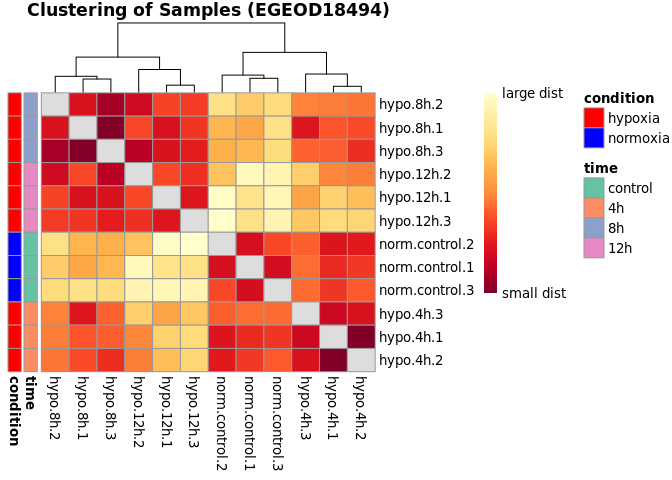 Clustering of Samples (EGEOD18494)
hypo.8h.2
hypo.8h.1
hypo.8h.3
hypo.12h.2
hypo.12h.1
hypo.12h.3
norm.control.2
norm.control.1
norm.control.3
hypo.4h.3
hypo.4h.1
hypo.4h.2
large dist
small dist
condition
hypoxia
normoxia
time
control
4h
8h
12h
condition
time
hypo.8h.2
hypo.8h.1
hypo.8h.3
hypo.12h.2
hypo.12h.1
hypo.12h.3
norm.control.2
norm.control.1
norm.control.3
hypo.4h.3
hypo.4h.1
hypo.4h.2